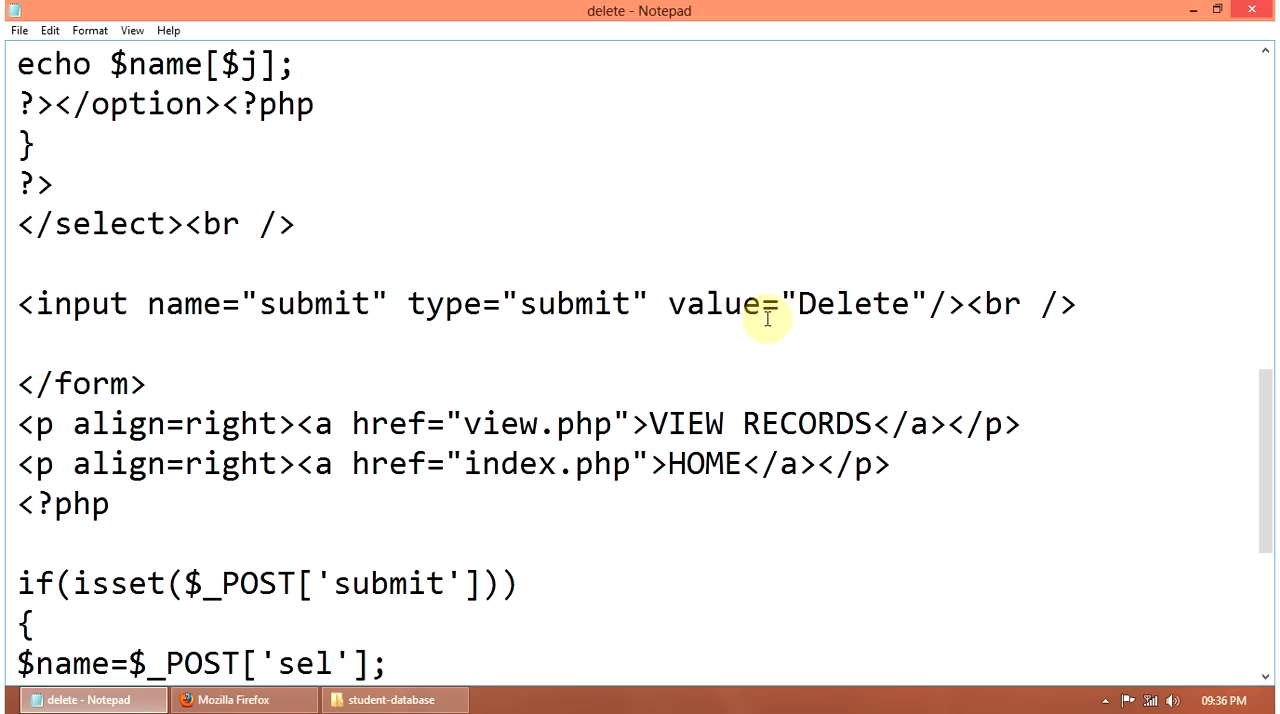 delete - Notepad
File Edit Format View Help
echo $name[$j];
?></option><?php
}
?>
</select><br />
<input name="submit" type="submit" value="Delete"/><br />
</form>
<p align=right><a href="view.php">VIEW RECORDS</a></p>
<p align=right><a href="index.php">HOME</a></p>
<?php
if(isset($_POST['submit']))
{
$name=$_POST['sel'];
delete - Notepad Mozilla Firefox student-database 09:36 PM